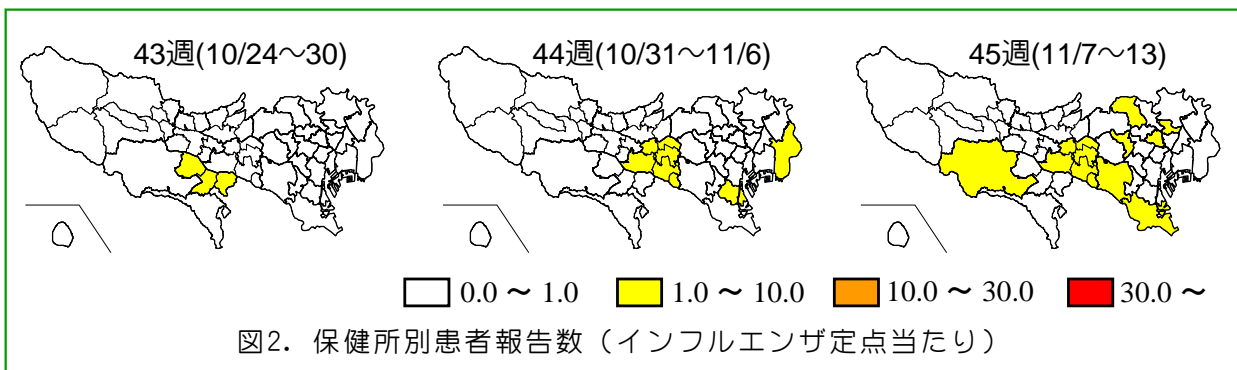 43週(10/24～30)
44週(10/31～11/6)
45週(11/7～13)
0.0 ～ 1.0
1.0 ～ 10.0
10.0 ～ 30.0
30.0 ～
図2. 保健所別患者報告数（インフルエンザ定点当たり）